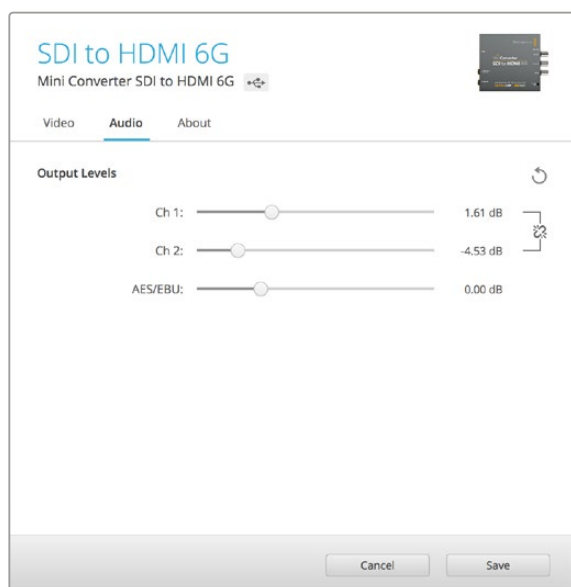 SDI to HDMI 6G
Mini Converter SDI to HDMI 6G
Video Audio About
Output Levels
Ch 1: 1.61 dB
Ch 2: -4.53 dB
AES/EBU: 0.00 dB
Cancel Save